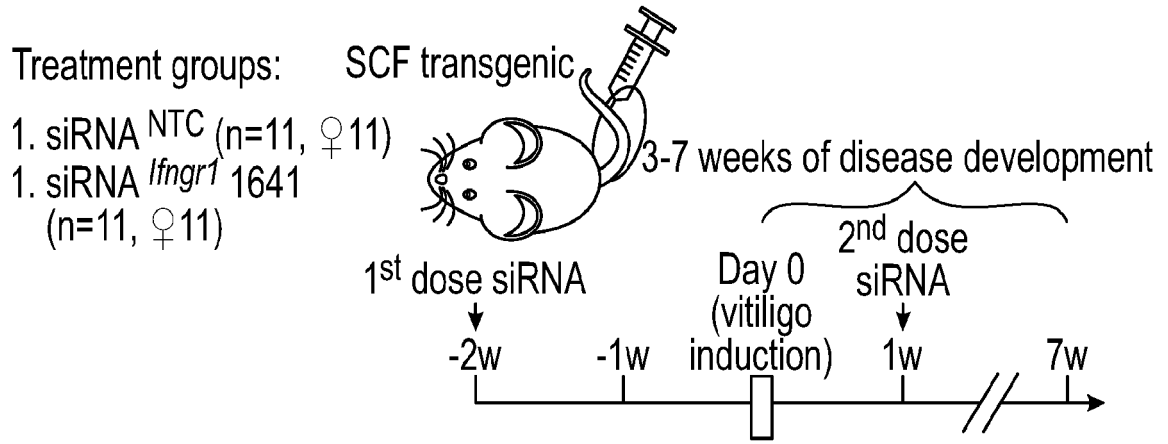 Treatment groups:
1. siRNA NTC (n=11, ♀11)
1. siRNA Ifngr1 1641
(n=11, ♀11)
SCF transgenic
3-7 weeks of disease development
1st dose siRNA
Day 0
(vitiligo
induction)
2nd dose
siRNA
-2w
-1w
1w
7w